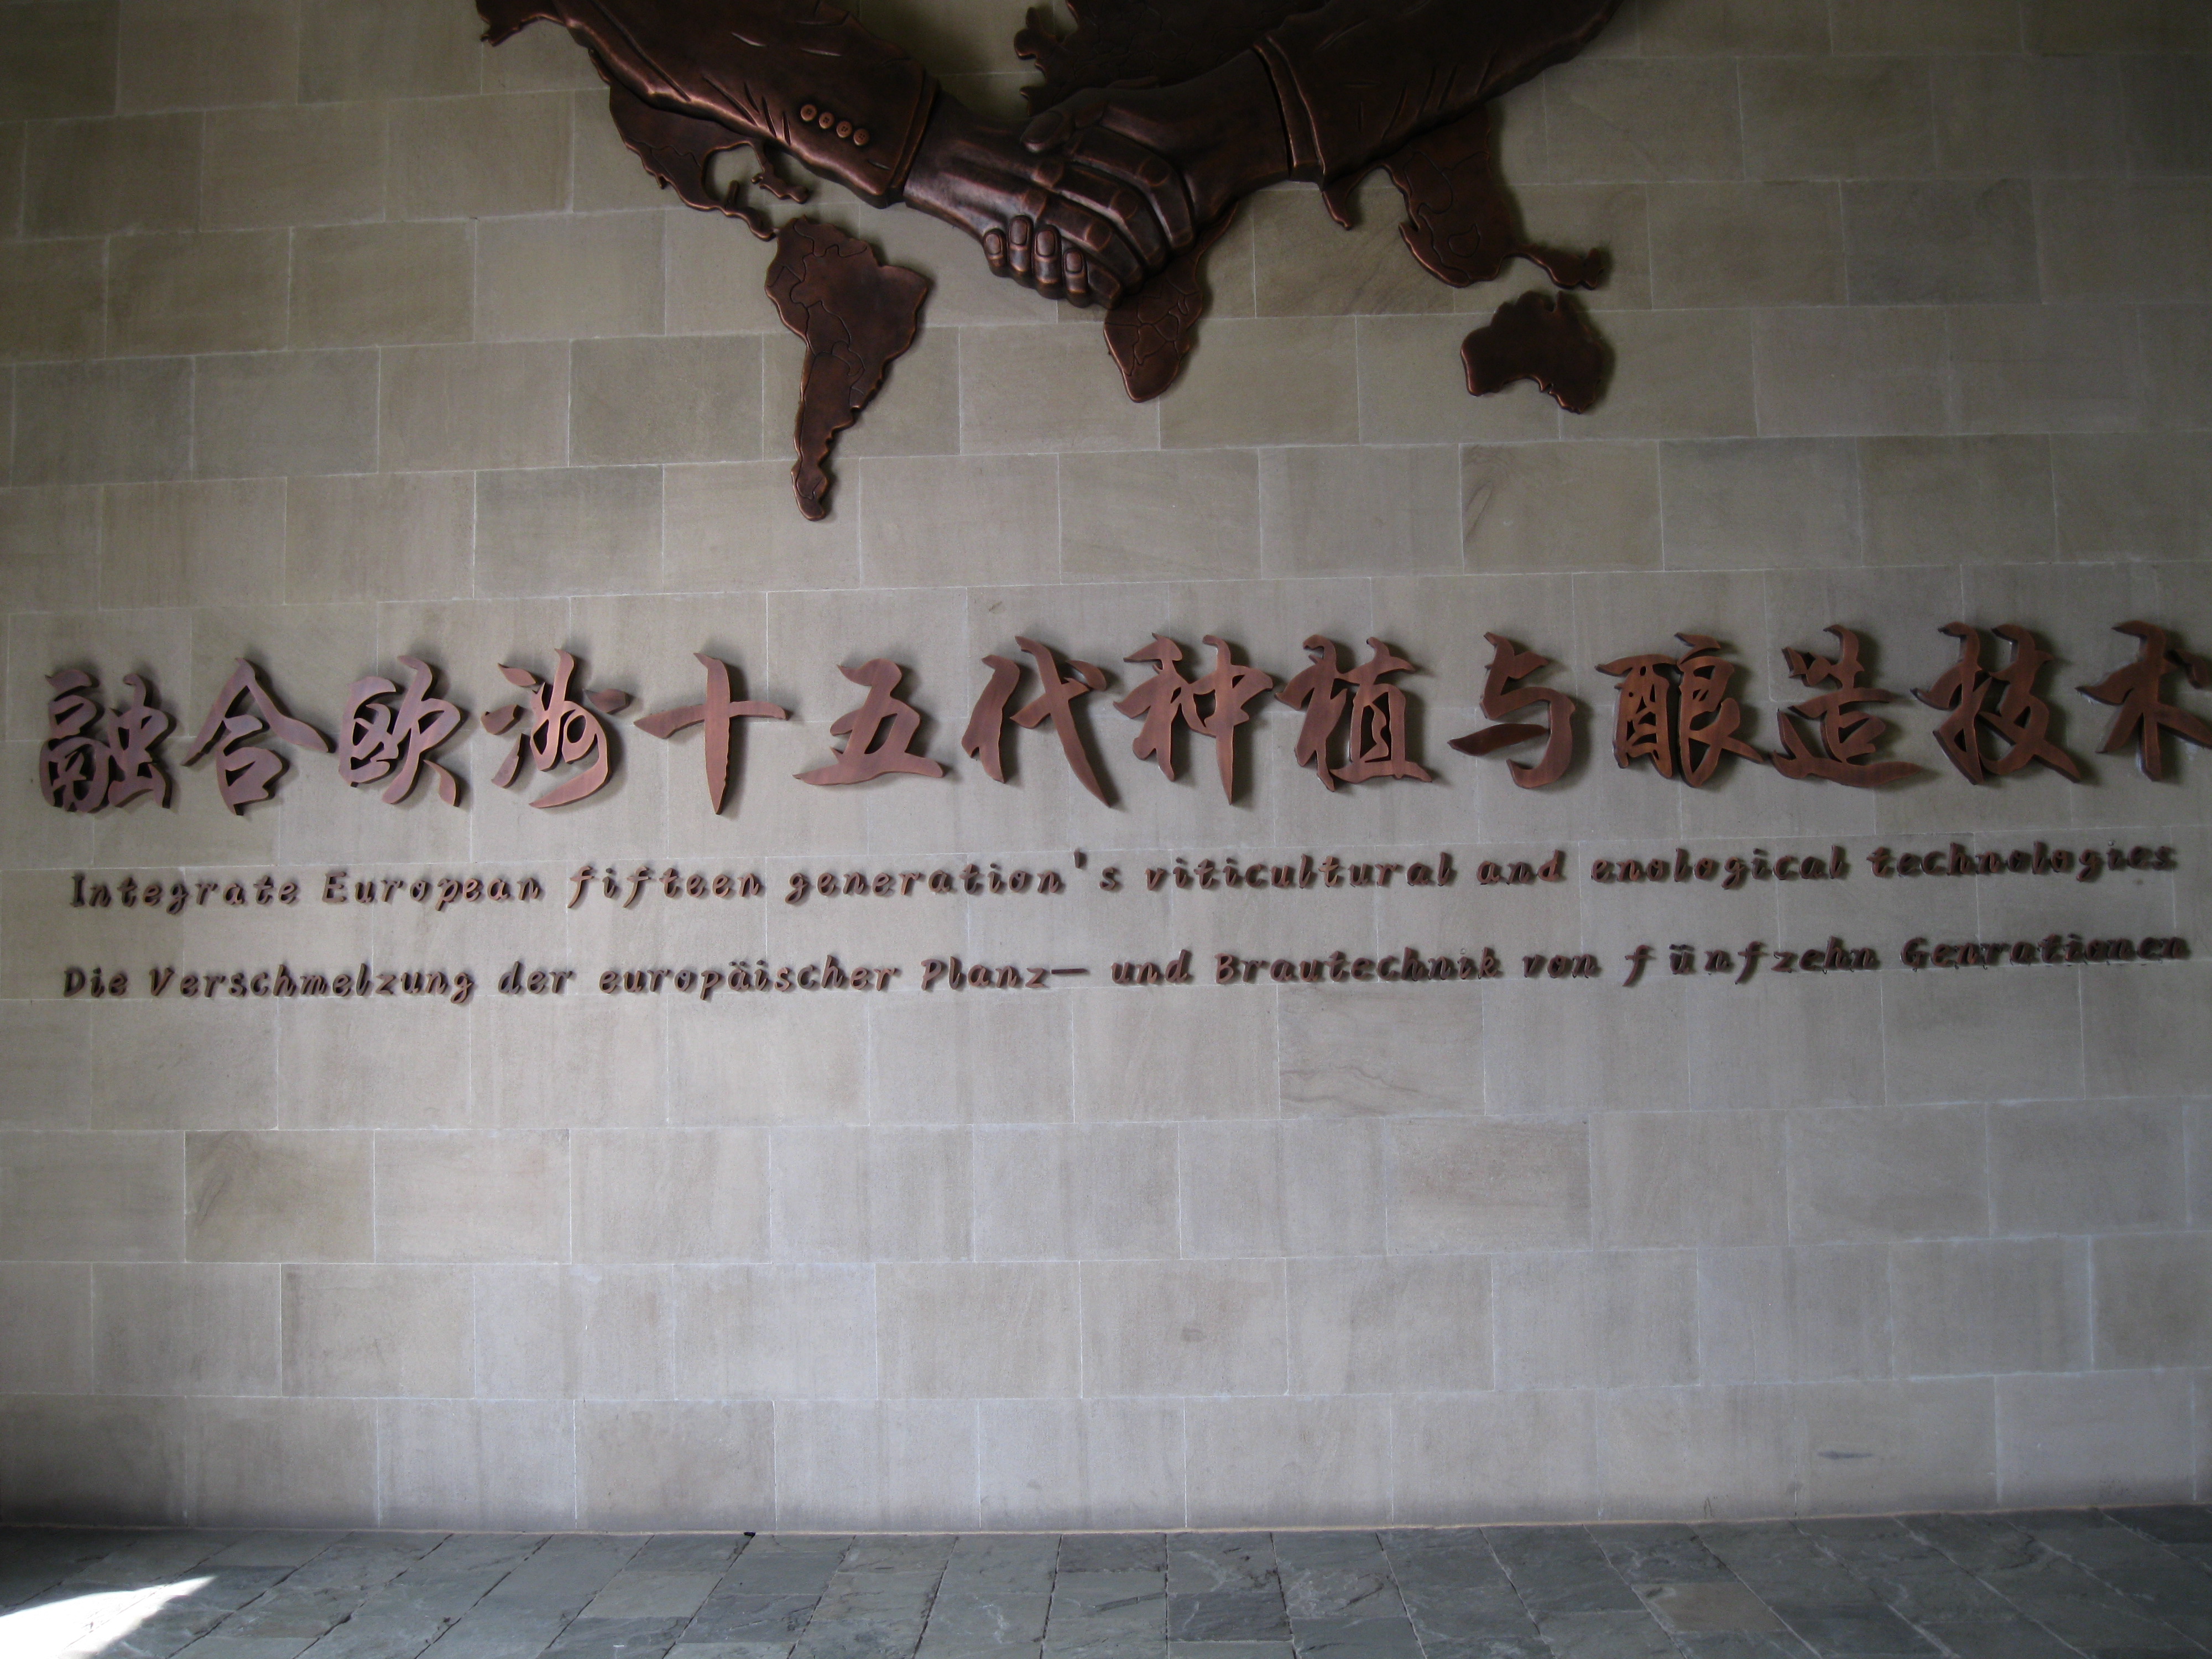 融合欧洲十五代种植与酿造技术
Integrate European fifteen generation's viticultural and enological technologies
Die Verschmelzung der europäischer Planz- und Brautechnik von fünfzehn Genrationen